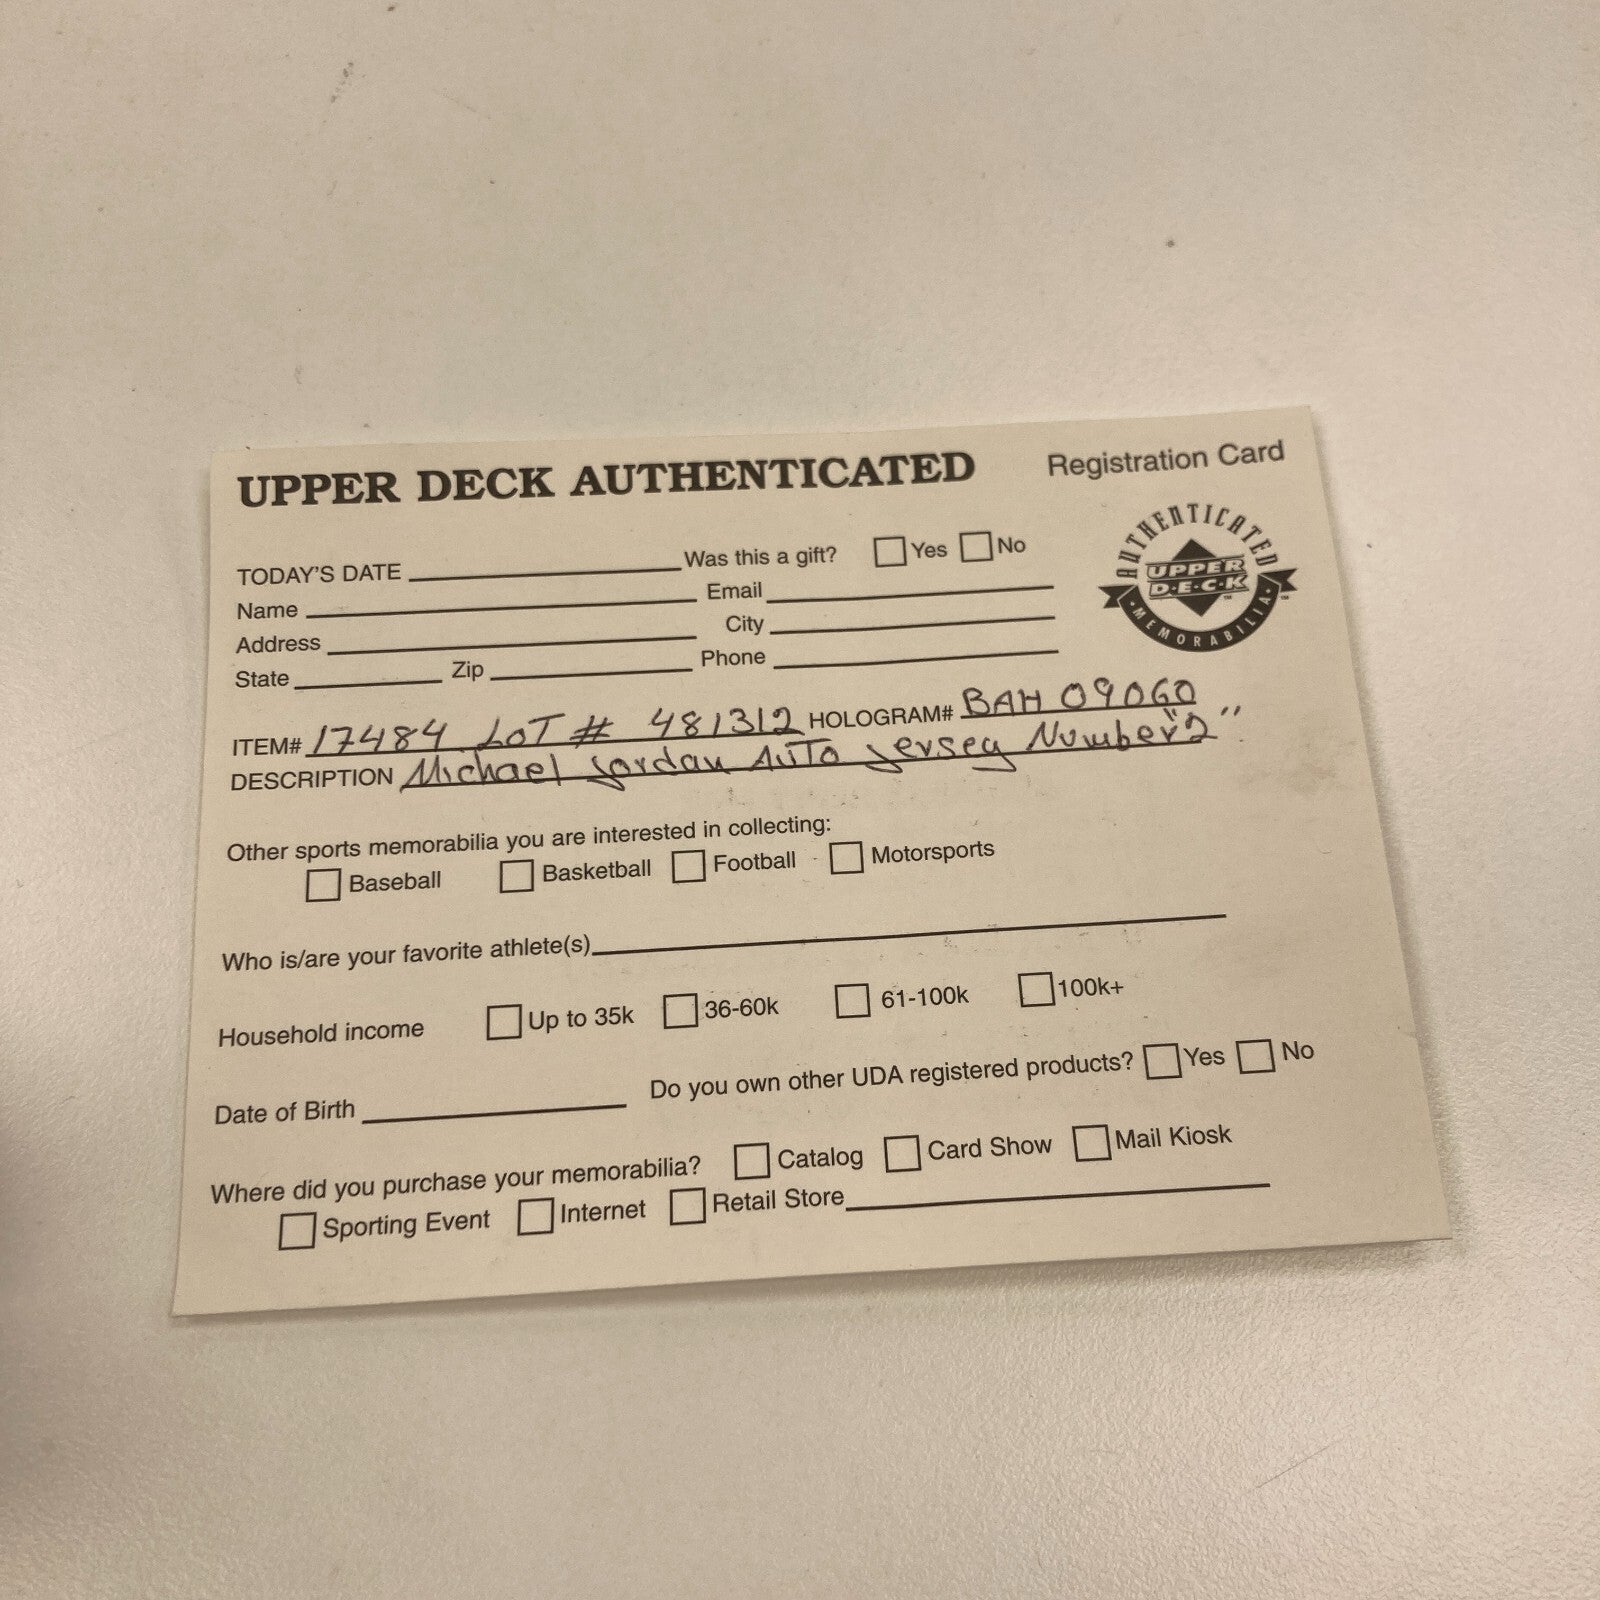 UPPER DECK AUTHENTICATED
Registration Card
AUTHENTICATED
UPPER
D·E·C·K
MEMORABILIA
TODAY'S DATE Was this a gift? Yes No
Name Email
Address City
State Zip Phone
ITEM# 17484 LOT # 481312 HOLOGRAM# BAH 09060
DESCRIPTION Michael Jordan AUTO Jersey Number "2"
Other sports memorabilia you are interested in collecting:
Baseball Basketball Football Motorsports
Who is/are your favorite athlete(s)
Household income Up to 35k 36-60k 61-100k 100k+
Date of Birth Do you own other UDA registered products? Yes No
Where did you purchase your memorabilia? Catalog Card Show Mail Kiosk
Sporting Event Internet Retail Store